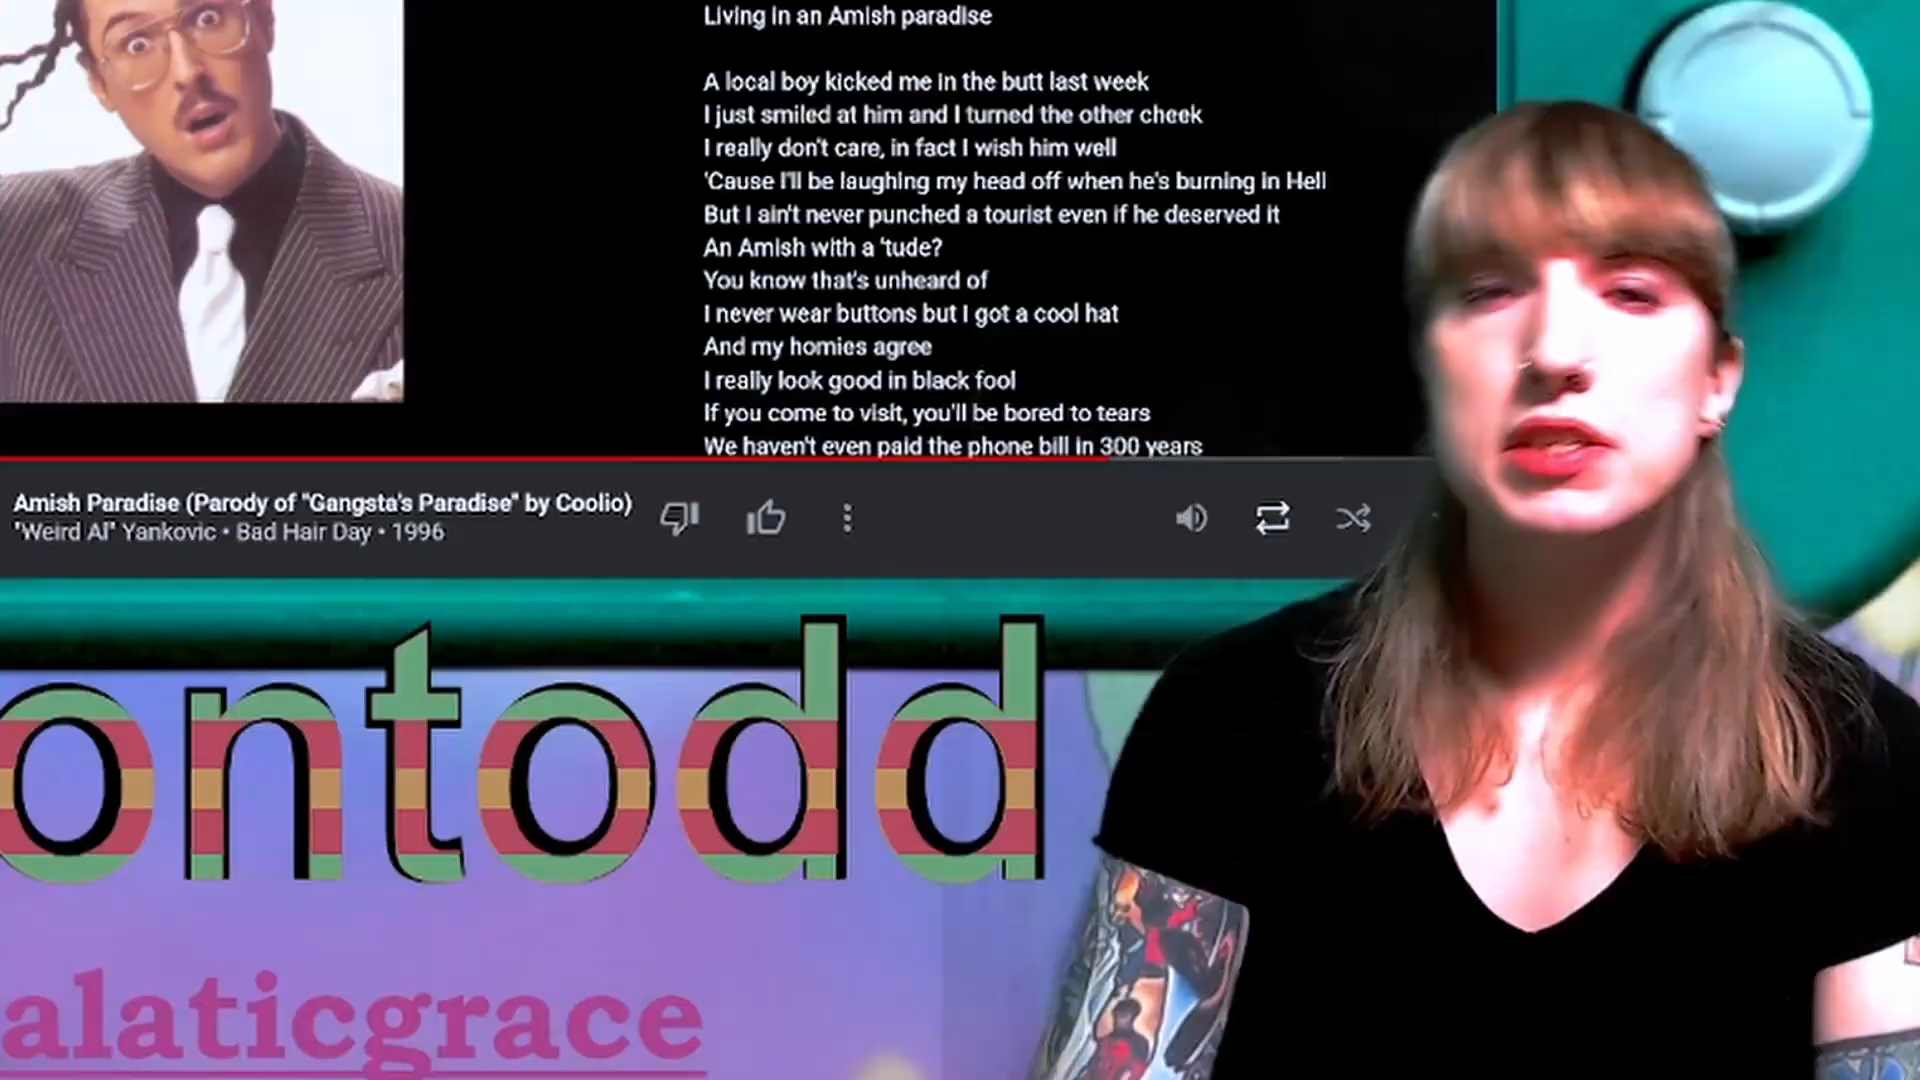 Living in an Amish paradise
A local boy kicked me in the butt last week
I just smiled at him and I turned the other cheek
I really don't care, in fact I wish him well
'Cause I'll be laughing my head off when he's burning in Hell
But I ain't never punched a tourist even if he deserved it
An Amish with a 'tude?
You know that's unheard of
I never wear buttons but I got a cool hat
And my homies agree
I really look good in black fool
If you come to visit, you'll be bored to tears
We haven't even paid the phone bill in 300 years
Amish Paradise (Parody of "Gangsta's Paradise" by Coolio)
"Weird Al" Yankovic • Bad Hair Day • 1996
ontodd
alaticgrace